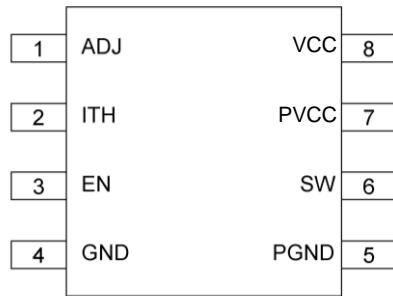 1 ADJ VCC 8
2 ITH PVCC 7
3 EN SW 6
4 GND PGND 5